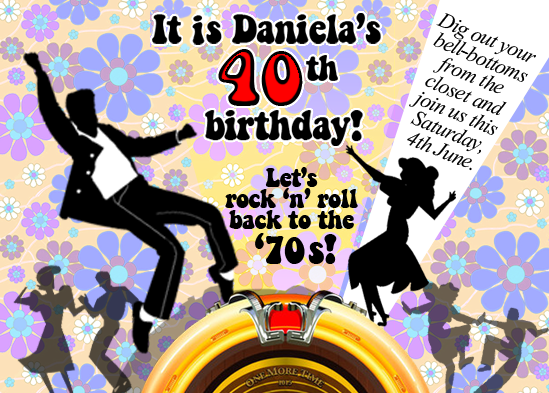 It is Daniela's
40th
birthday!
Let's
rock 'n' roll
back to the
'70s!
Dig out your
bell-bottoms
from the
closet and
join us this
Saturday,
4th June.
ONE MORE TIME